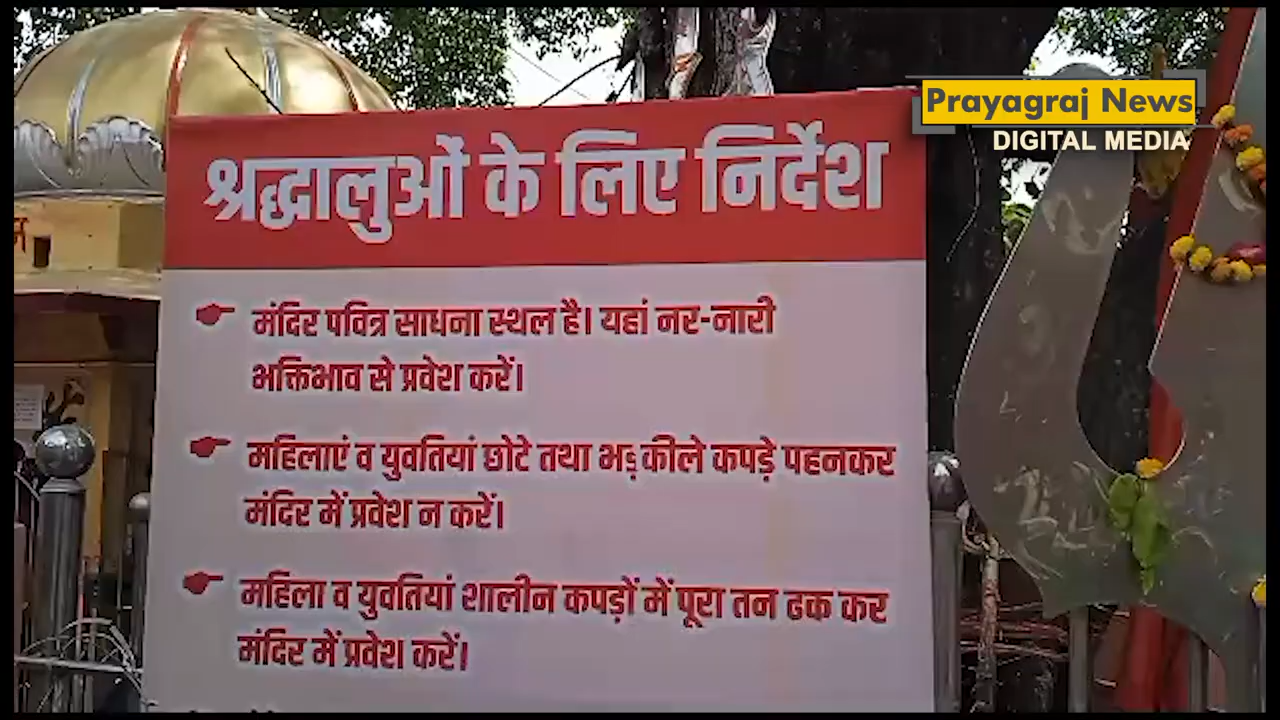 Prayagraj News
DIGITAL MEDIA
श्रद्धालुओं के लिए निर्देश
मंदिर पवित्र साधना स्थल है। यहां नर-नारी
भक्तिभाव से प्रवेश करें।
महिलाएं व युवतियां छोटे तथा भड़कीले कपड़े पहनकर
मंदिर में प्रवेश न करें।
महिला व युवतियां शालीन कपड़ों में पूरा तन ढक कर
मंदिर में प्रवेश करें।